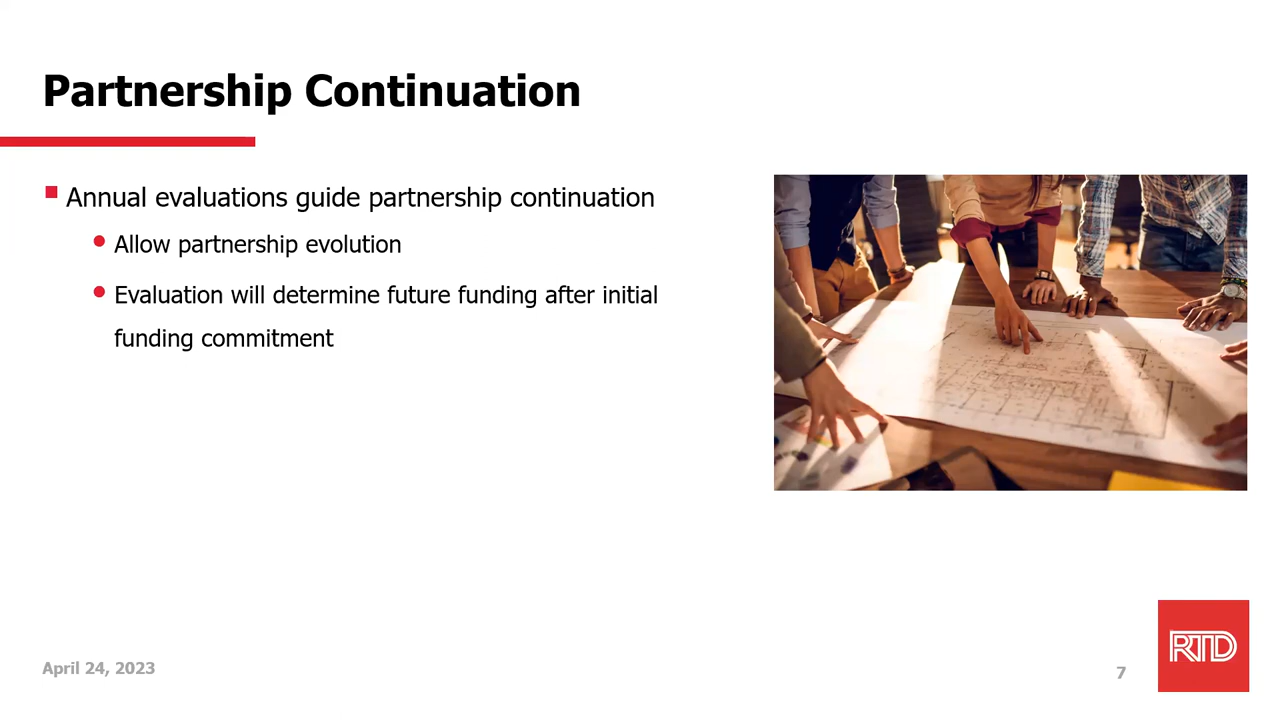 Partnership Continuation
Annual evaluations guide partnership continuation
Allow partnership evolution
Evaluation will determine future funding after initial
funding commitment
April 24, 2023
7
RTD